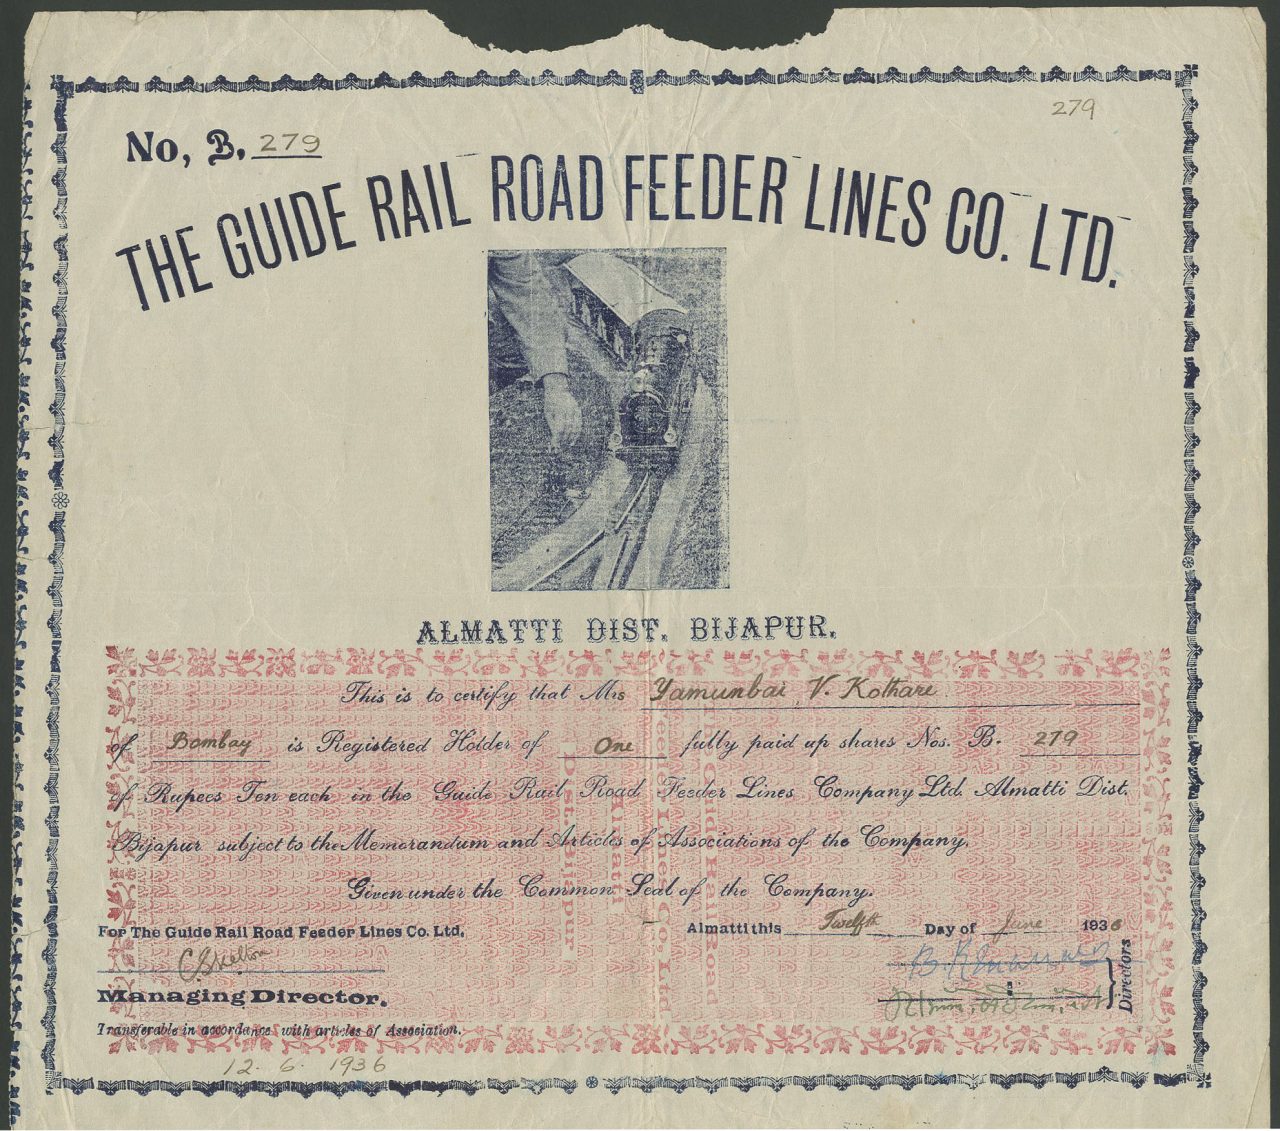 279
No, B. 279
THE GUIDE RAIL ROAD FEEDER LINES CO. LTD.
ALMATTI DIST. BIJAPUR.
This is to certify that Mrs Yamunbai V. Kothare
of Bombay is Registered Holder of One fully paid up shares Nos. B. 279
of Rupees Ten each in the Guide Rail Road Feeder Lines Company Ltd. Almatti Dist.
Bijapur subject to the Memorandum and Articles of Associations of the Company.
Given under the Common Seal of the Company.
For The Guide Rail Road Feeder Lines Co. Ltd.
Almatti this Twelfth Day of June 1936
C Skelton
Managing Director.
Directors
Transferable in accordance with articles of Association.
12. 6. 1936